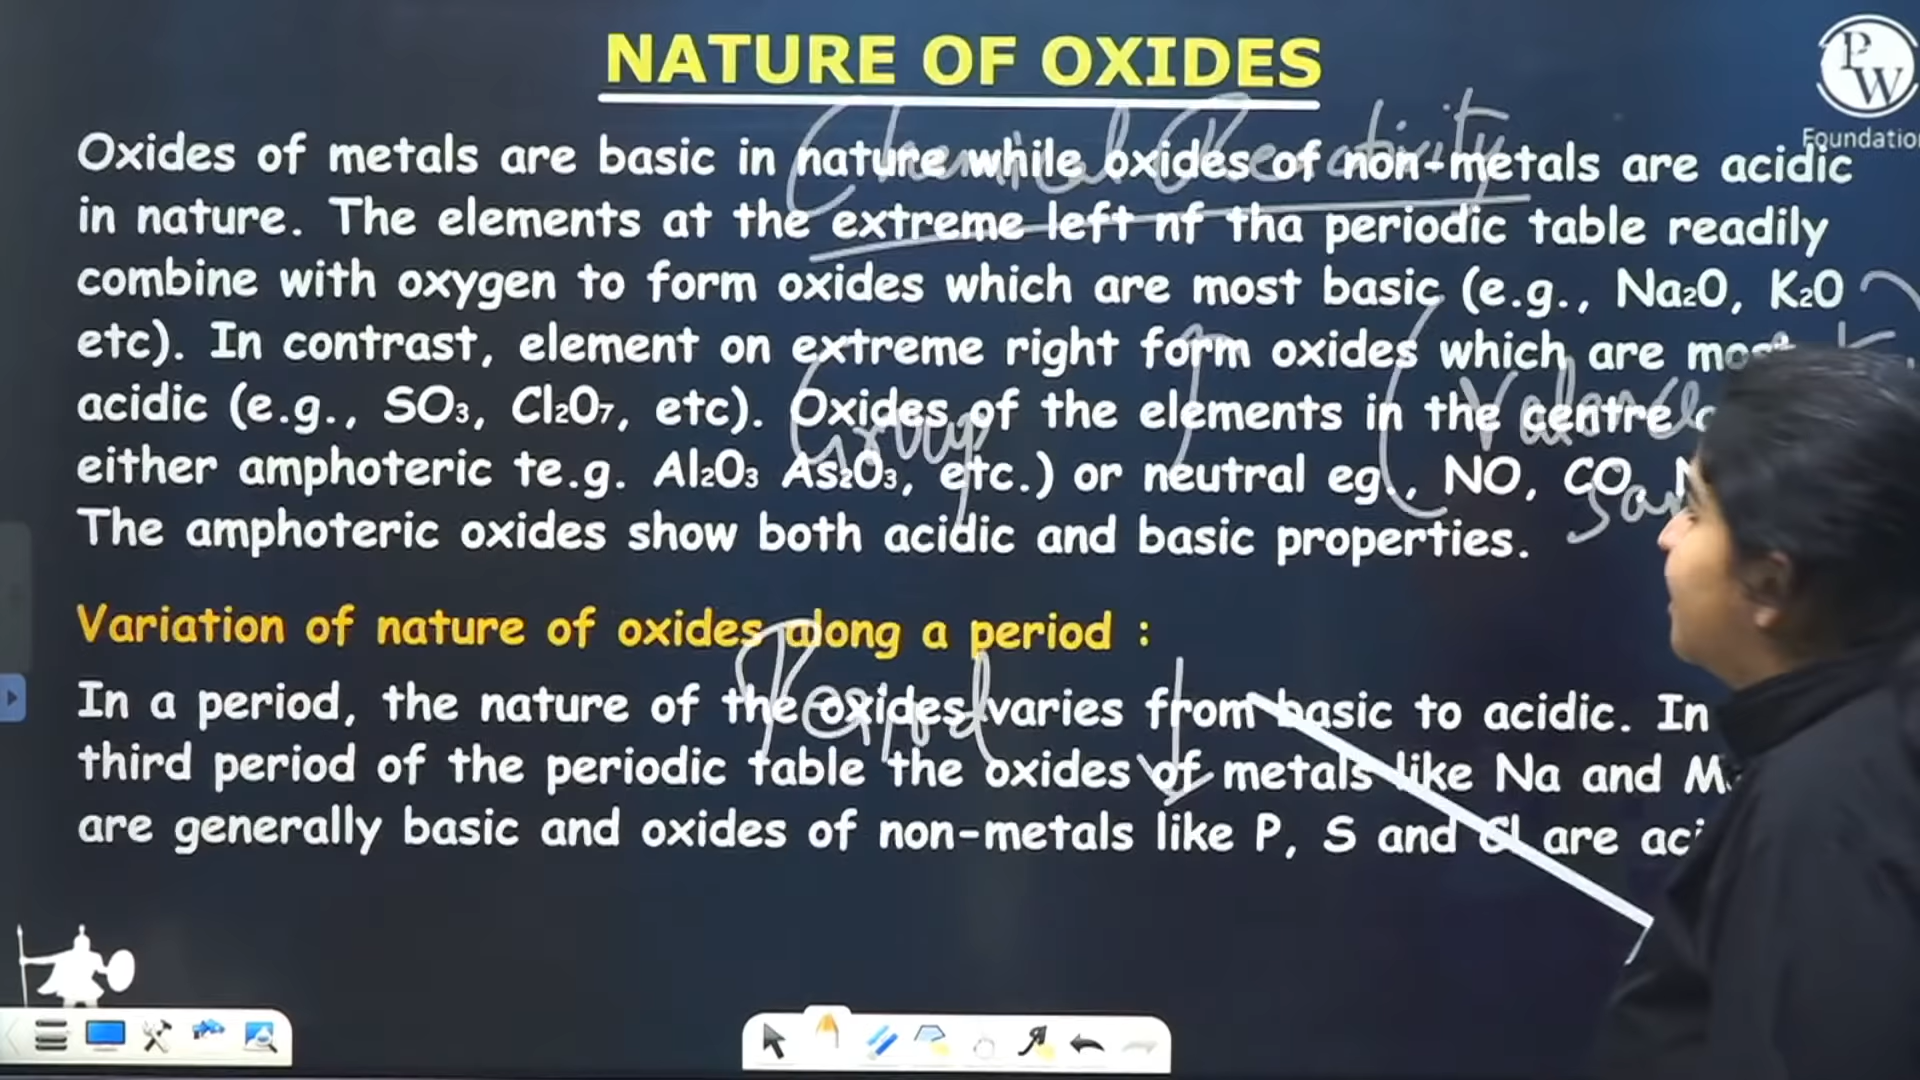 NATURE OF OXIDES
PW
Foundation
Chemical Reactivity
Oxides of metals are basic in nature while oxides of non-metals are acidic
in nature. The elements at the extreme left nf tha periodic table readily
combine with oxygen to form oxides which are most basic (e.g., Na₂O, K₂O
etc). In contrast, element on extreme right form oxides which are most
acidic (e.g., SO₃, Cl₂O₇, etc). Oxides of the elements in the centre
Group ↑ ( Valence
either amphoteric te.g. Al₂O₃ As₂O₃, etc.) or neutral eg., NO, CO,
The amphoteric oxides show both acidic and basic properties.
Variation of nature of oxides along a period :
Period ↓
In a period, the nature of the oxides varies from basic to acidic. In
third period of the periodic table the oxides of metals like Na and
are generally basic and oxides of non-metals like P, S and Cl are